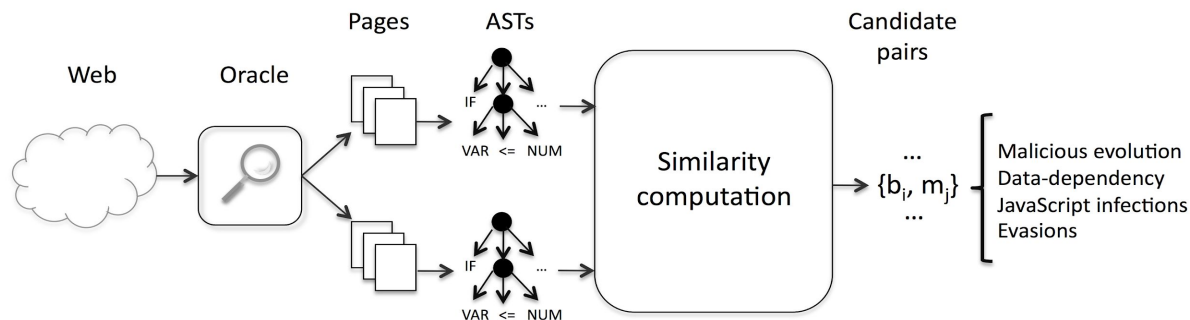 Web
Oracle
Pages
ASTs
IF
...
VAR <= NUM
IF
...
VAR <= NUM
Similarity
computation
Candidate
pairs
...
{bi, mj}
...
Malicious evolution
Data-dependency
JavaScript infections
Evasions